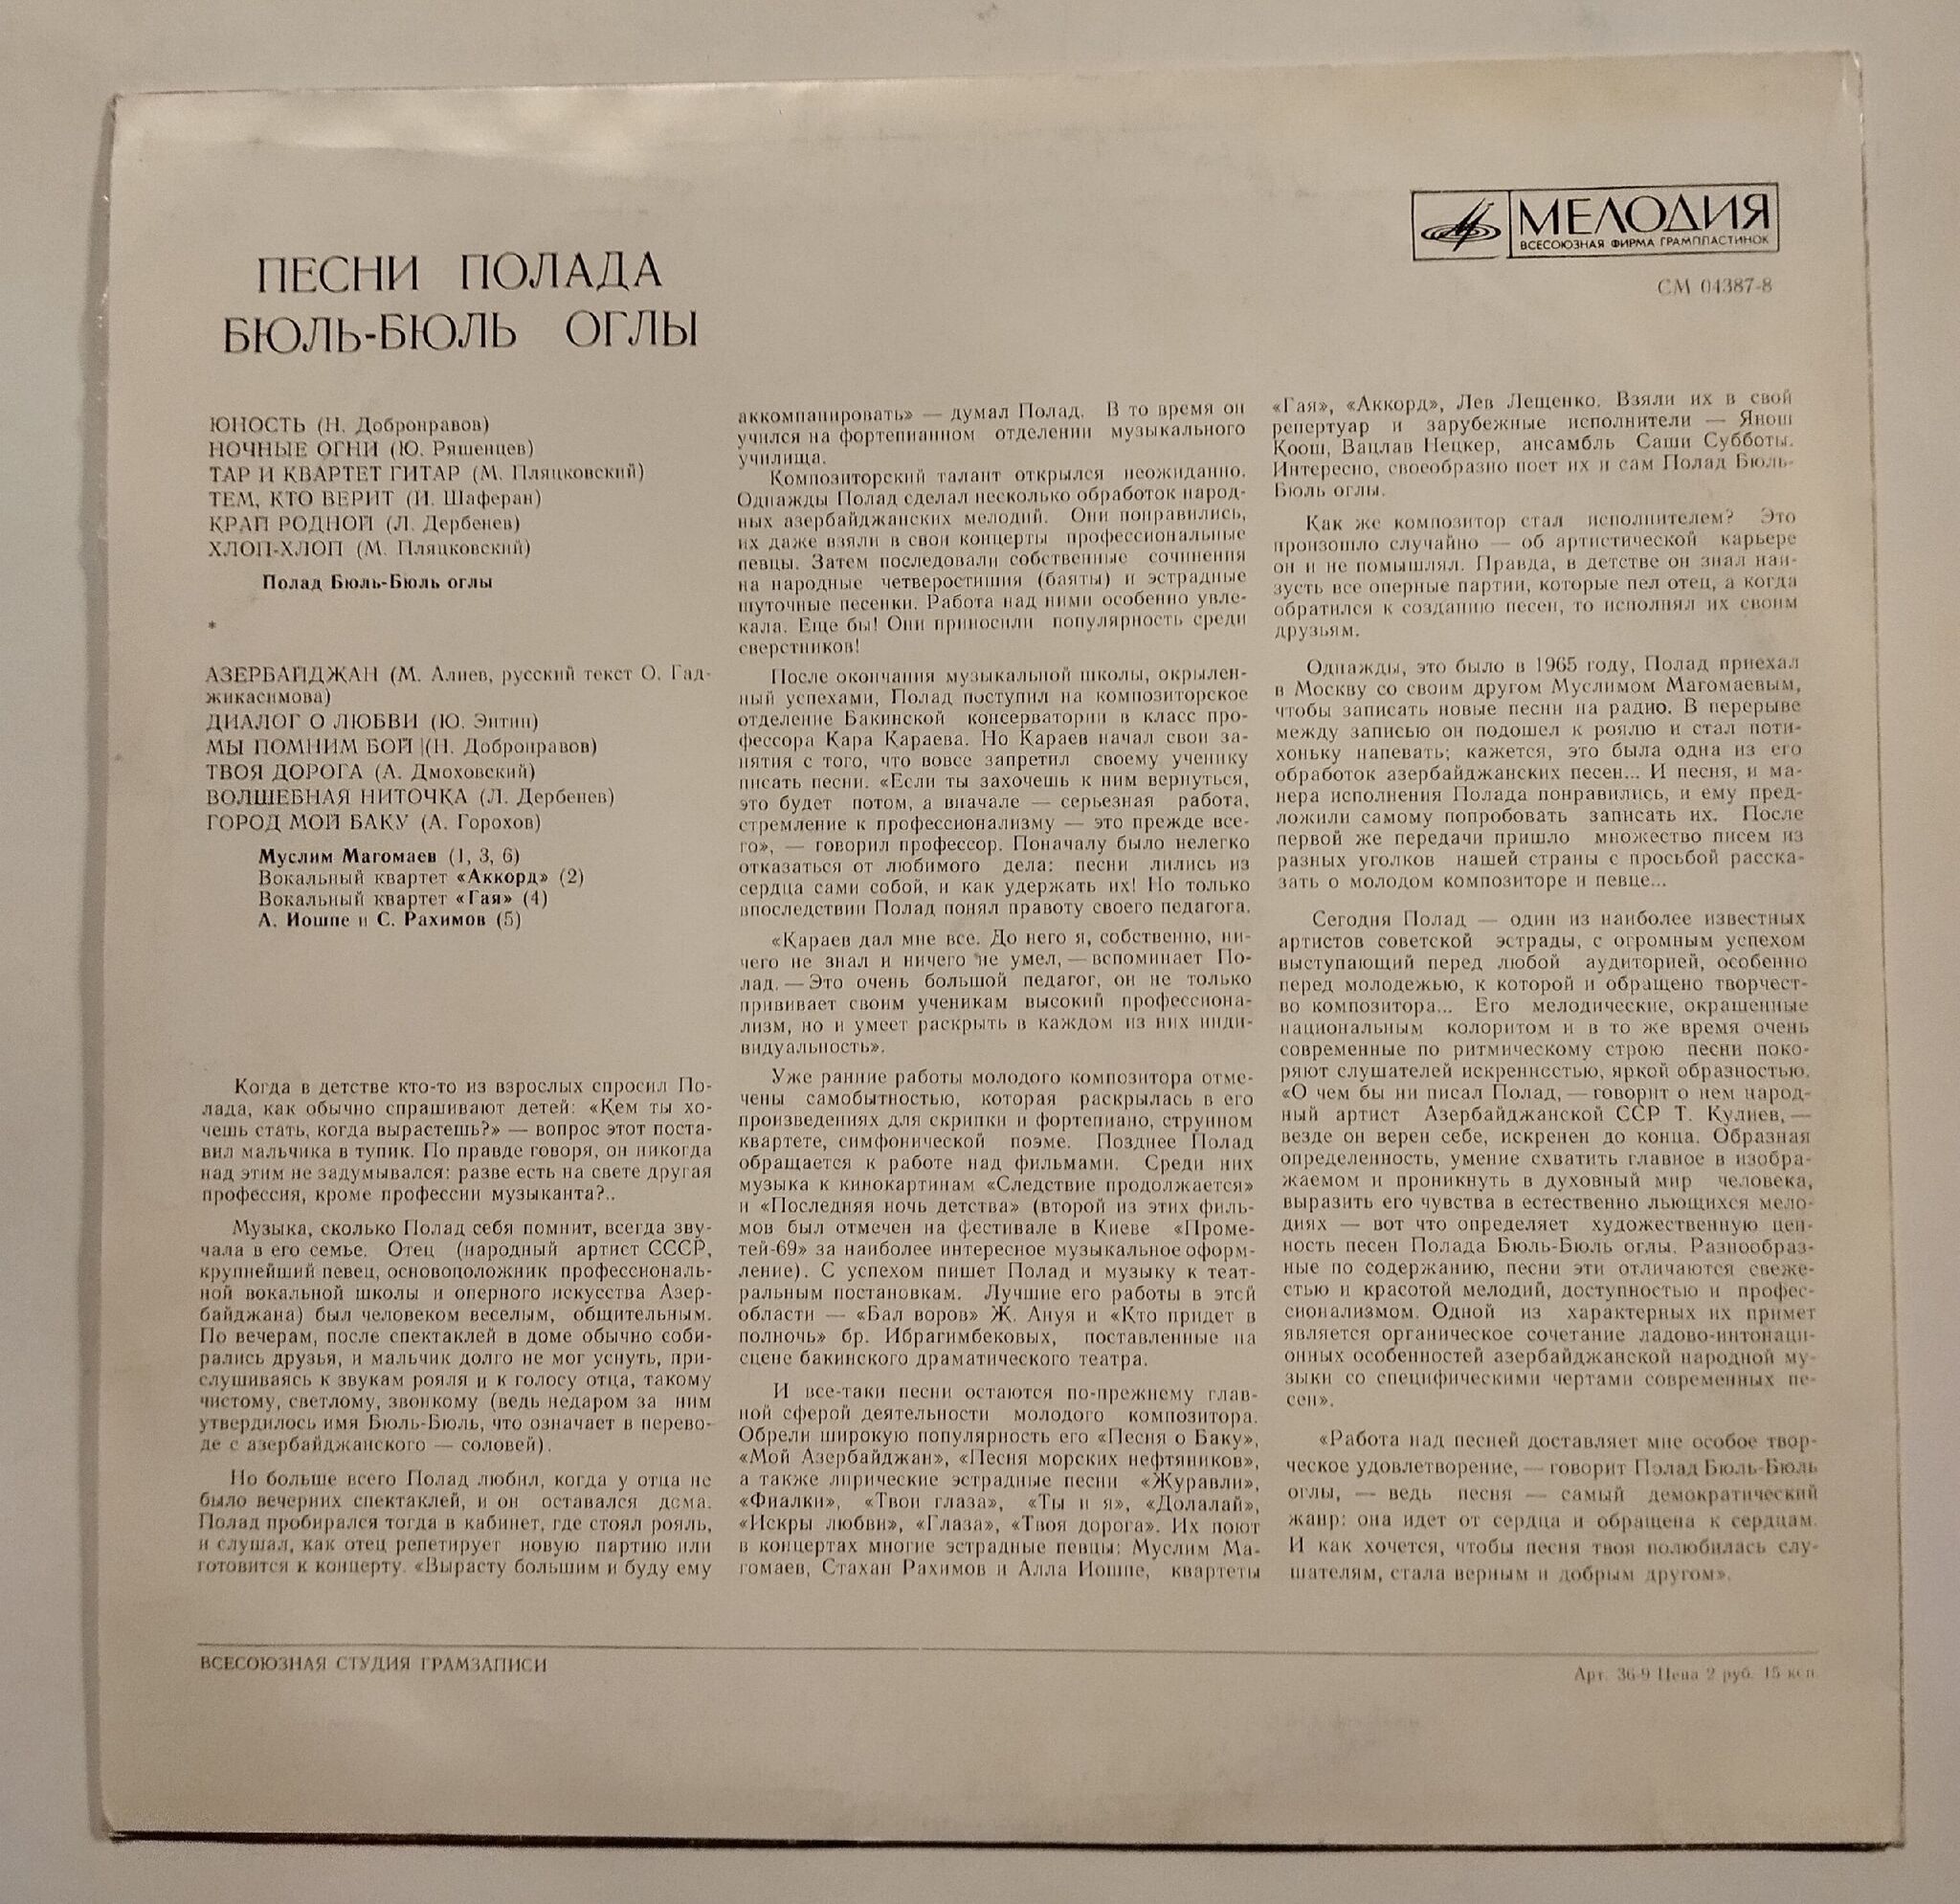 МЕЛОДИЯ
ВСЕСОЮЗНАЯ ФИРМА ГРАМПЛАСТИНОК
СМ 04387-8
ПЕСНИ ПОЛАДА
БЮЛЬ-БЮЛЬ ОГЛЫ
ЮНОСТЬ (Н. Добронравов)
НОЧНЫЕ ОГНИ (Ю. Ряшенцев)
ТАР И КВАРТЕТ ГИТАР (М. Пляцковский)
ТЕМ, КТО ВЕРИТ (И. Шаферан)
КРАЙ РОДНОЙ (Л. Дербенев)
ХЛОП-ХЛОП (М. Пляцковский)
Полад Бюль-Бюль оглы
*
АЗЕРБАЙДЖАН (М. Алиев, русский текст О. Гад-
жикасимова)
ДИАЛОГ О ЛЮБВИ (Ю. Энтин)
МЫ ПОМНИМ БОЙ (Н. Добронравов)
ТВОЯ ДОРОГА (А. Дмоховский)
ВОЛШЕБНАЯ НИТОЧКА (Л. Дербенев)
ГОРОД МОЙ БАКУ (А. Горохов)
Муслим Магомаев (1, 3, 6)
Вокальный квартет «Аккорд» (2)
Вокальный квартет «Гая» (4)
А. Иошпе и С. Рахимов (5)
Когда в детстве кто-то из взрослых спросил По-
лада, как обычно спрашивают детей: «Кем ты хо-
чешь стать, когда вырастешь?» — вопрос этот поста-
вил мальчика в тупик. По правде говоря, он никогда
над этим не задумывался: разве есть на свете другая
профессия, кроме профессии музыканта?..
Музыка, сколько Полад себя помнит, всегда зву-
чала в его семье. Отец (народный артист СССР,
крупнейший певец, основоположник профессиональ-
ной вокальной школы и оперного искусства Азер-
байджана) был человеком веселым, общительным.
По вечерам, после спектаклей в доме обычно соби-
рались друзья, и мальчик долго не мог уснуть, при-
слушиваясь к звукам рояля и к голосу отца, такому
чистому, светлому, звонкому (ведь недаром за ним
утвердилось имя Бюль-Бюль, что означает в перево-
де с азербайджанского — соловей).
Но больше всего Полад любил, когда у отца не
было вечерних спектаклей, и он оставался дома.
Полад пробирался тогда в кабинет, где стоял рояль,
и слушал, как отец репетирует новую партию или
готовится к концерту. «Вырасту большим и буду ему
аккомпанировать» — думал Полад. В то время он
учился на фортепианном отделении музыкального
училища.
Композиторский талант открылся неожиданно.
Однажды Полад сделал несколько обработок народ-
ных азербайджанских мелодий. Они понравились,
их даже взяли в свои концерты профессиональные
певцы. Затем последовали собственные сочинения
на народные четверостишия (баяты) и эстрадные
шуточные песенки. Работа над ними особенно увле-
кала. Еще бы! Они приносили популярность среди
сверстников!
После окончания музыкальной школы, окрылен-
ный успехами, Полад поступил на композиторское
отделение Бакинской консерватории в класс про-
фессора Кара Караева. Но Караев начал свои за-
нятия с того, что вовсе запретил своему ученику
писать песни. «Если ты захочешь к ним вернуться,
это будет потом, а вначале — серьезная работа,
стремление к профессионализму — это прежде все-
го», — говорил профессор. Поначалу было нелегко
отказаться от любимого дела: песни лились из
сердца сами собой, и как удержать их! Но только
впоследствии Полад понял правоту своего педагога.
«Караев дал мне все. До него я, собственно, ни-
чего не знал и ничего не умел, — вспоминает По-
лад. — Это очень большой педагог, он не только
прививает своим ученикам высокий профессиона-
лизм, но и умеет раскрыть в каждом из них инди-
видуальность».
Уже ранние работы молодого композитора отме-
чены самобытностью, которая раскрылась в его
произведениях для скрипки и фортепиано, струнном
квартете, симфонической поэме. Позднее Полад
обращается к работе над фильмами. Среди них
музыка к кинокартинам «Следствие продолжается»
и «Последняя ночь детства» (второй из этих филь-
мов был отмечен на фестивале в Киеве «Проме-
тей-69» за наиболее интересное музыкальное оформ-
ление). С успехом пишет Полад и музыку к теат-
ральным постановкам. Лучшие его работы в этой
области — «Бал воров» Ж. Ануя и «Кто придет в
полночь» бр. Ибрагимбековых, поставленные на
сцене бакинского драматического театра.
И все-таки песни остаются по-прежнему глав-
ной сферой деятельности молодого композитора.
Обрели широкую популярность его «Песня о Баку»,
«Мой Азербайджан», «Песня морских нефтяников»,
а также лирические эстрадные песни «Журавли»,
«Фиалки», «Твои глаза», «Ты и я», «Долалай»,
«Искры любви», «Глаза», «Твоя дорога». Их поют
в концертах многие эстрадные певцы: Муслим Ма-
гомаев, Стахан Рахимов и Алла Иошпе, квартеты
«Гая», «Аккорд», Лев Лещенко. Взяли их в свой
репертуар и зарубежные исполнители — Янош
Коош, Вацлав Нецкер, ансамбль Саши Субботы.
Интересно, своеобразно поет их и сам Полад Бюль-
Бюль оглы.
Как же композитор стал исполнителем? Это
произошло случайно — об артистической карьере
он и не помышлял. Правда, в детстве он знал наи-
зусть все оперные партии, которые пел отец, а когда
обратился к созданию песен, то исполнял их своим
друзьям.
Однажды, это было в 1965 году, Полад приехал
в Москву со своим другом Муслимом Магомаевым,
чтобы записать новые песни на радио. В перерыве
между записью он подошел к роялю и стал поти-
хоньку напевать; кажется, это была одна из его
обработок азербайджанских песен... И песня, и ма-
нера исполнения Полада понравились, и ему пред-
ложили самому попробовать записать их. После
первой же передачи пришло множество писем из
разных уголков нашей страны с просьбой расска-
зать о молодом композиторе и певце...
Сегодня Полад — один из наиболее известных
артистов советской эстрады, с огромным успехом
выступающий перед любой аудиторией, особенно
перед молодежью, к которой и обращено творчест-
во композитора... Его мелодические, окрашенные
национальным колоритом и в то же время очень
современные по ритмическому строю песни поко-
ряют слушателей искренностью, яркой образностью.
«О чем бы ни писал Полад, — говорит о нем народ-
ный артист Азербайджанской ССР Т. Кулиев, —
везде он верен себе, искренен до конца. Образная
определенность, умение схватить главное в изобра-
жаемом и проникнуть в духовный мир человека,
выразить его чувства в естественно льющихся мело-
диях — вот что определяет художественную цен-
ность песен Полада Бюль-Бюль оглы. Разнообраз-
ные по содержанию, песни эти отличаются свеже-
стью и красотой мелодий, доступностью и профес-
сионализмом. Одной из характерных их примет
является органическое сочетание ладово-интонаци-
онных особенностей азербайджанской народной му-
зыки со специфическими чертами современных пе-
сен».
«Работа над песней доставляет мне особое твор-
ческое удовлетворение, — говорит Полад Бюль-Бюль
оглы, — ведь песня — самый демократический
жанр: она идет от сердца и обращена к сердцам.
И как хочется, чтобы песня твоя полюбилась слу-
шателям, стала верным и добрым другом».
ВСЕСОЮЗНАЯ СТУДИЯ ГРАМЗАПИСИ
Арт. 36-9 Цена 2 руб. 15 коп.